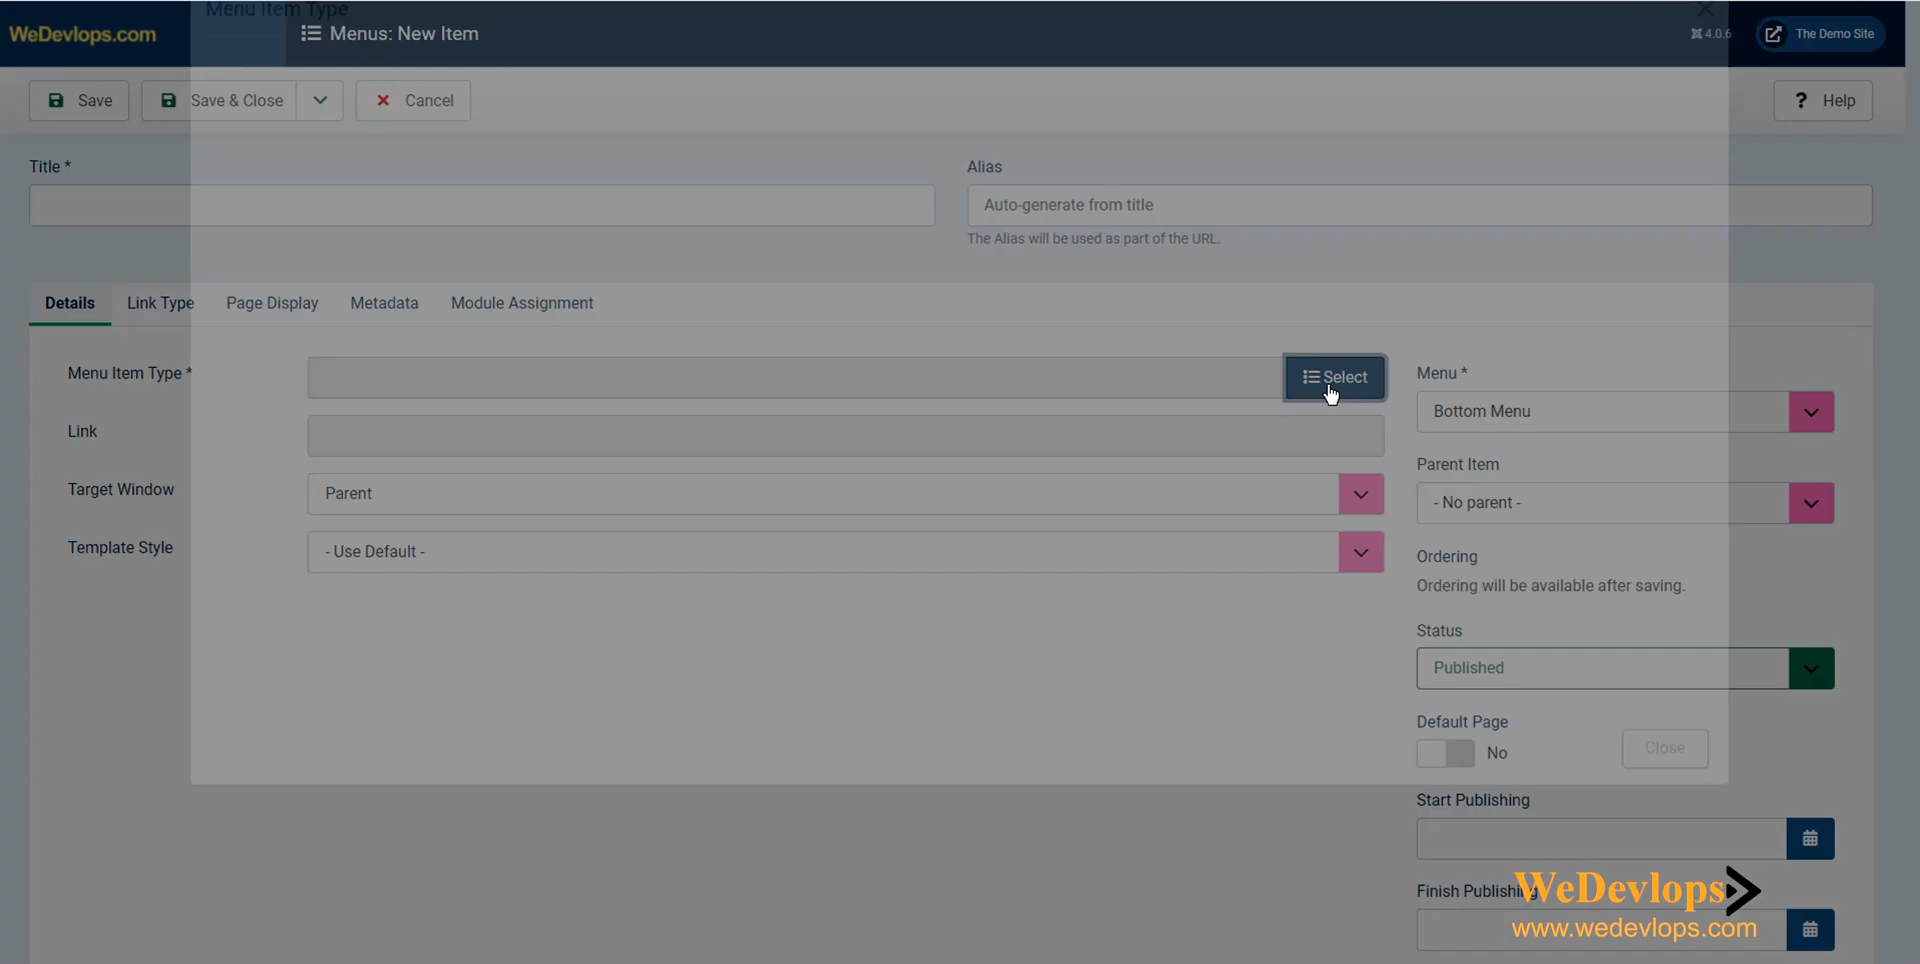 Menu Item Type
WeDevlops.com
Menus: New Item
4.0.6
The Demo Site
Save
Save & Close
Cancel
? Help
Title *
Alias
Auto-generate from title
The Alias will be used as part of the URL.
Details
Link Type
Page Display
Metadata
Module Assignment
Menu Item Type *
Select
Menu *
Bottom Menu
Link
Parent Item
- No parent -
Target Window
Parent
Template Style
- Use Default -
Ordering
Ordering will be available after saving.
Status
Published
Default Page
No
Close
Start Publishing
Finish Publishing
WeDevlops
www.wedevlops.com